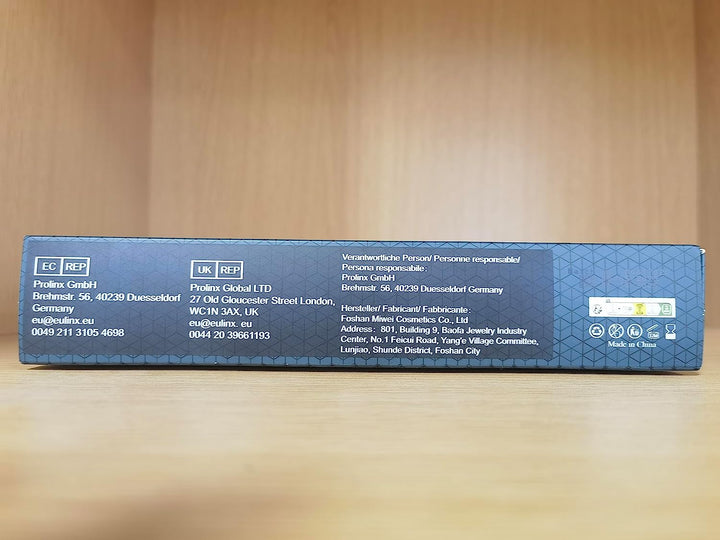 EC REP
Prolinx GmbH
Brehmstr. 56, 40239 Duesseldorf
Germany
eu@eulinx.eu
0049 211 3105 4698
UK REP
Prolinx Global LTD
27 Old Gloucester Street London,
WC1N 3AX, UK
eu@eulinx. eu
0044 20 39661193
Verantwortliche Person/ Personne responsable/
Persona responsabile:
Prolinx GmbH
Brehmstr. 56, 40239 Duesseldorf Germany
Hersteller/ Fabricant/ Fabbricante:
Foshan Miwei Cosmetics Co., Ltd
Address: 801, Building 9, Baofa Jewelry Industry
Center, No.1 Feicui Road, Yang'e Village Committee,
Lunjiao, Shunde District, Foshan City
Made in China